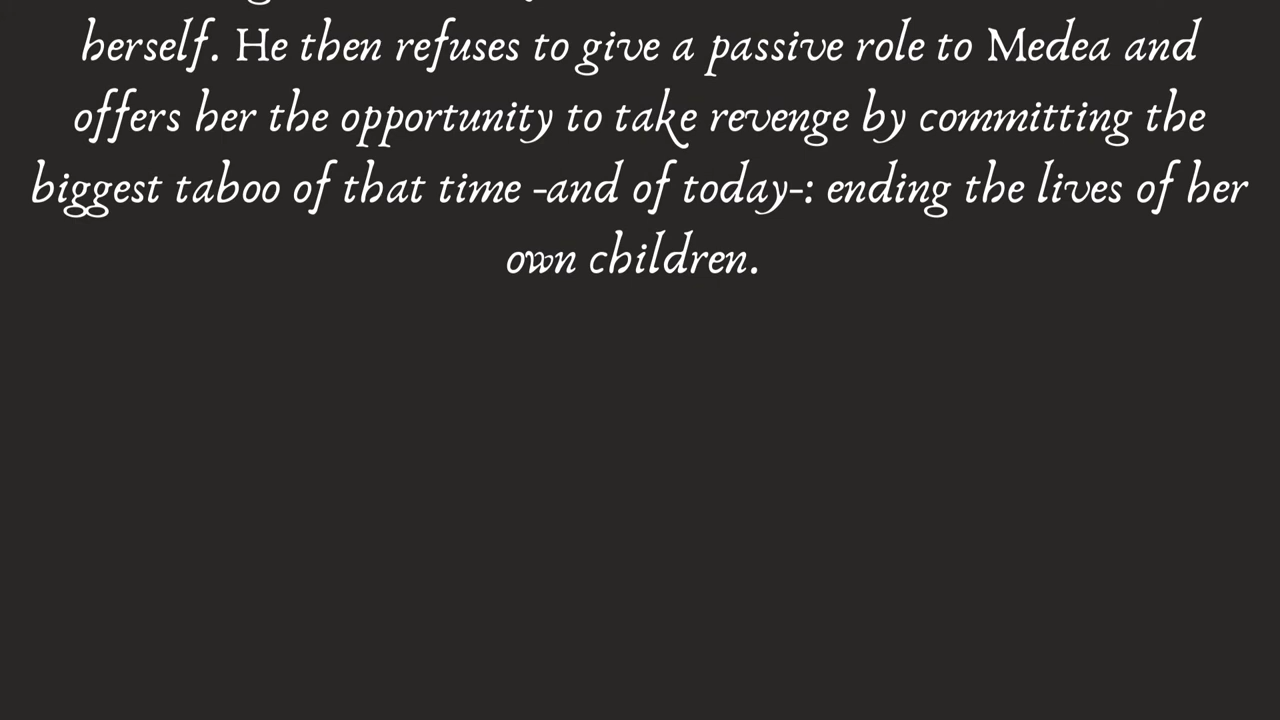 herself. He then refuses to give a passive role to Medea and
offers her the opportunity to take revenge by committing the
biggest taboo of that time -and of today-: ending the lives of her
own children.